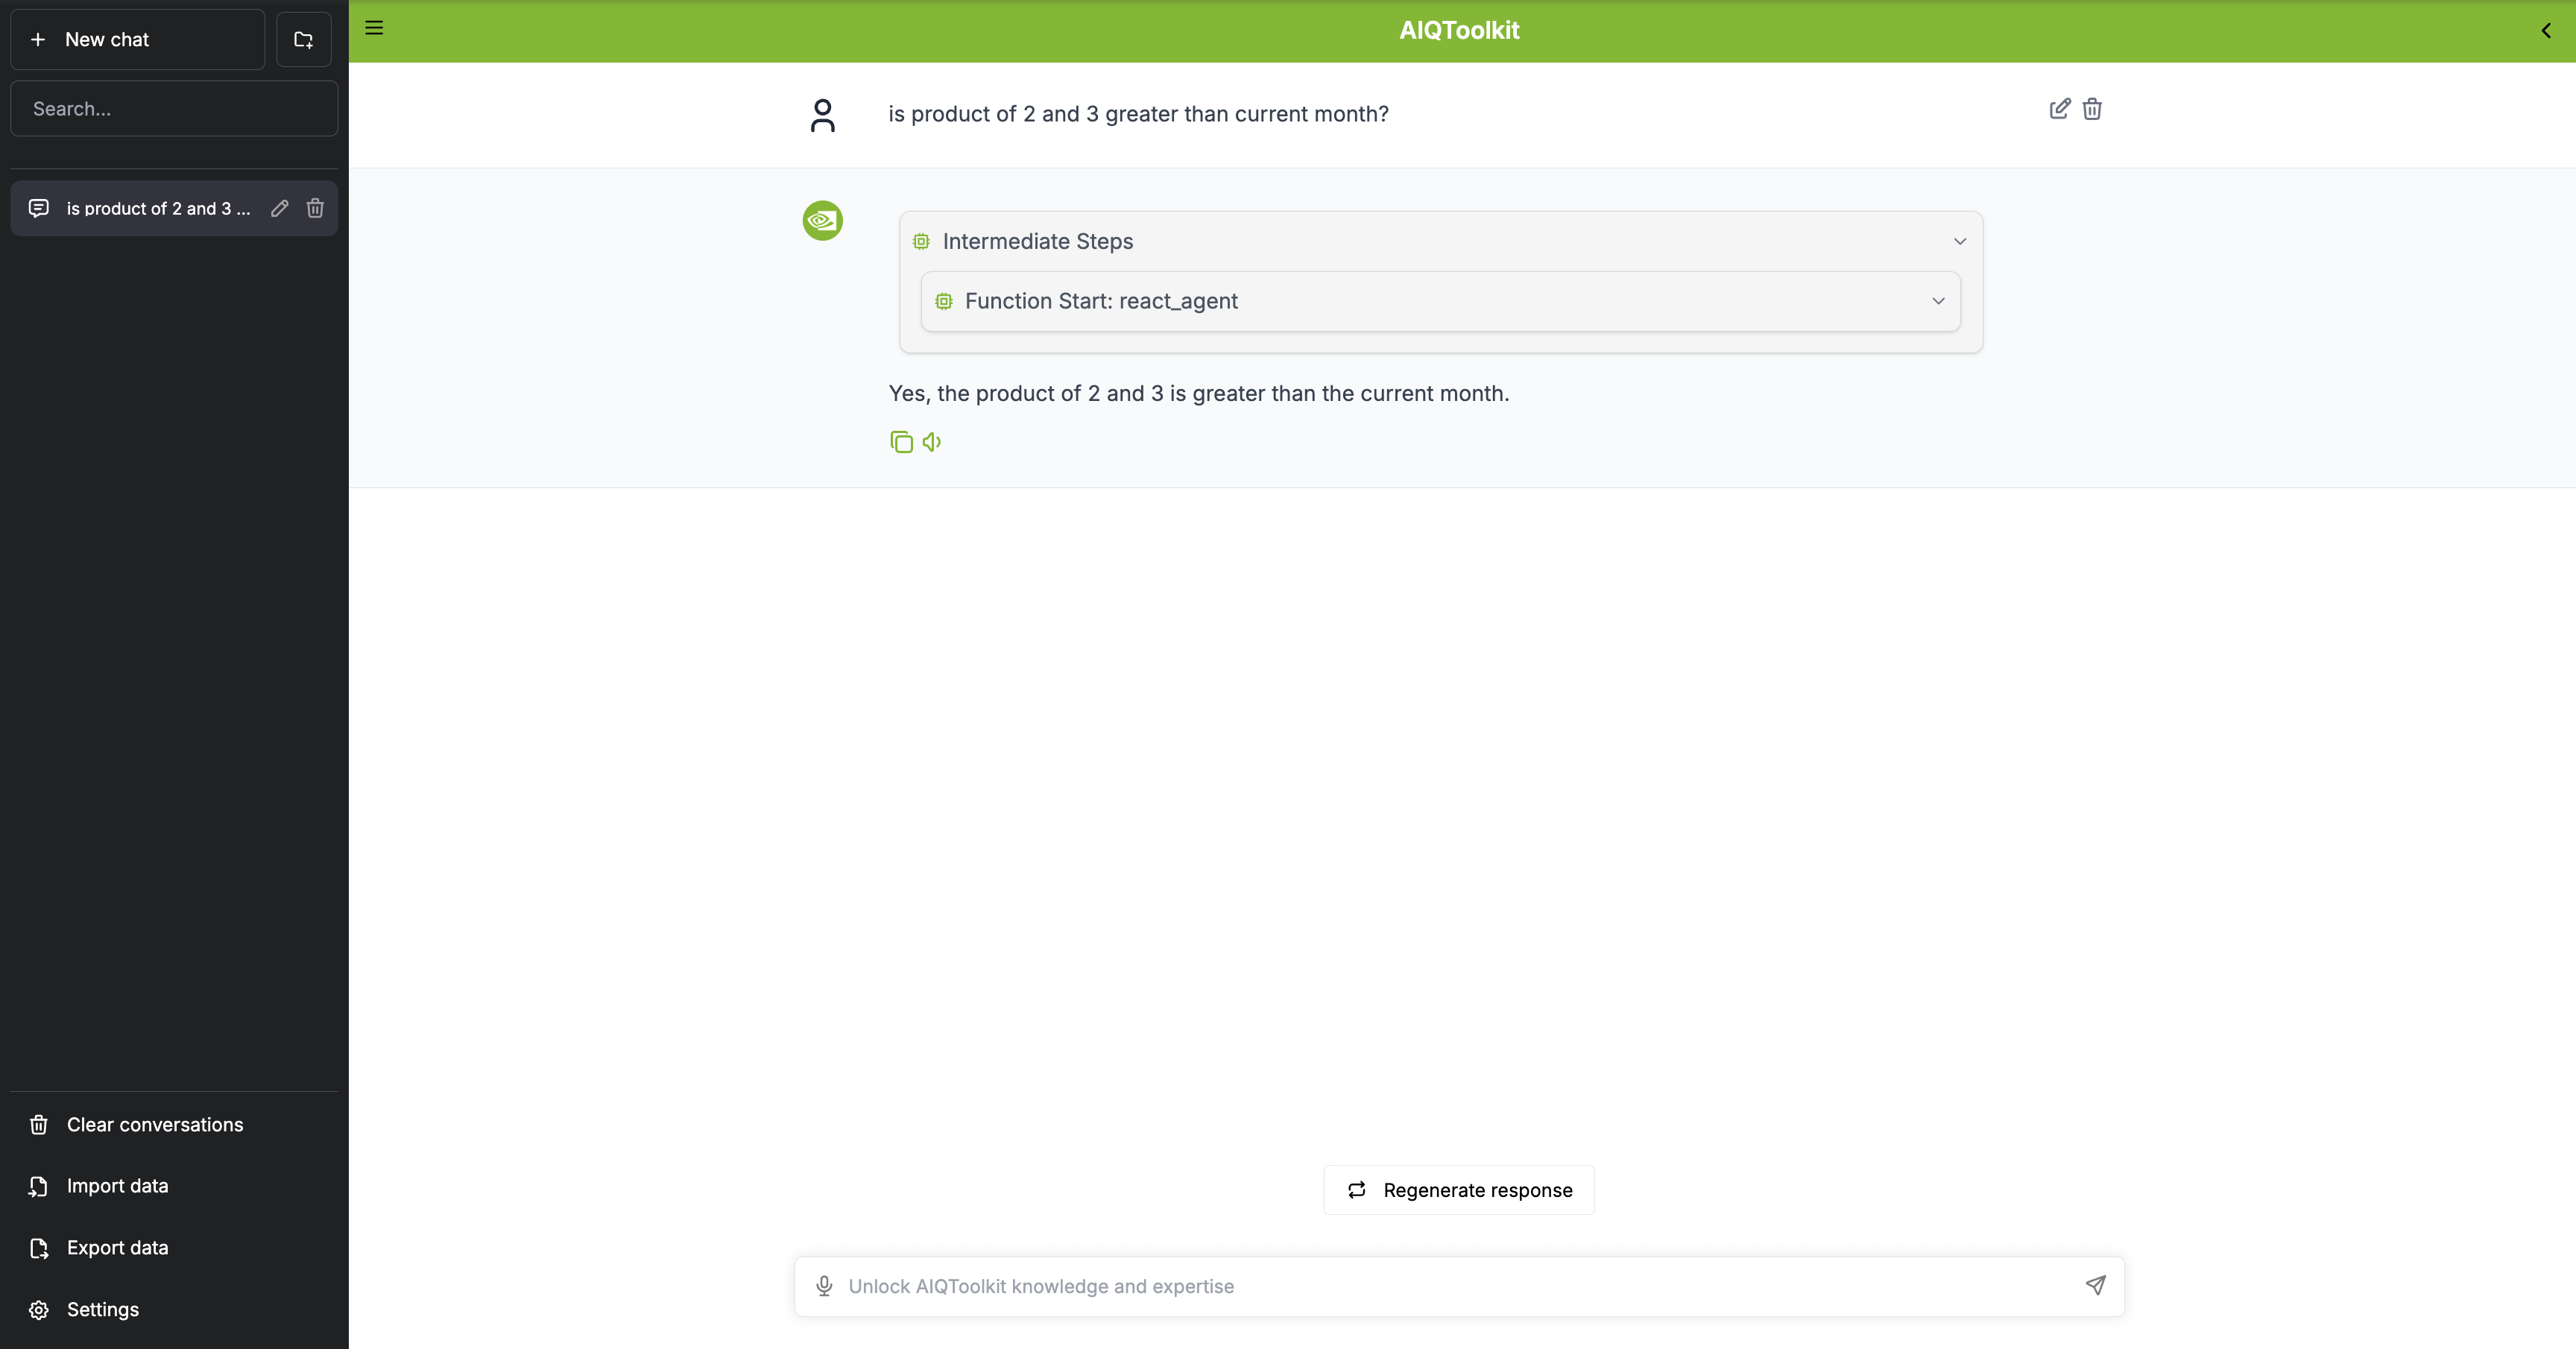 New chat
Search...
is product of 2 and 3 ...
Clear conversations
Import data
Export data
Settings
AIQToolkit
is product of 2 and 3 greater than current month?
Intermediate Steps
Function Start: react_agent
Yes, the product of 2 and 3 is greater than the current month.
Regenerate response
Unlock AIQToolkit knowledge and expertise